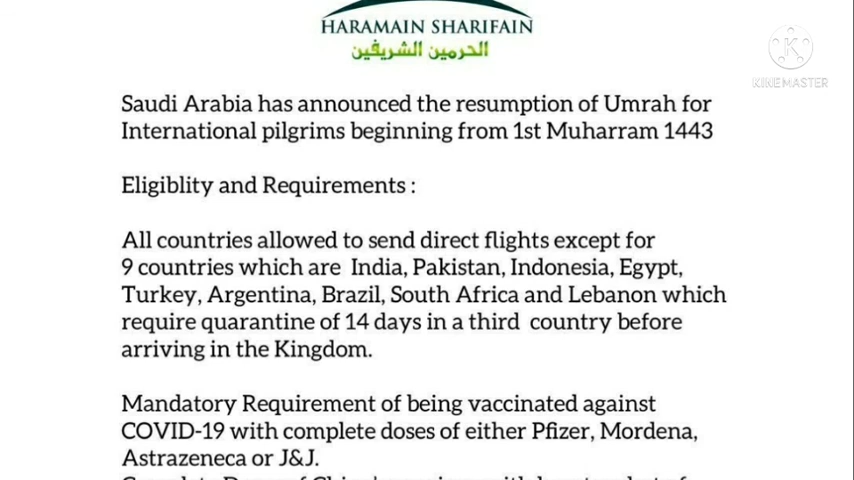 HARAMAIN SHARIFAIN
الحرمين الشريفين
KINEMASTER
Saudi Arabia has announced the resumption of Umrah for
International pilgrims beginning from 1st Muharram 1443
Eligiblity and Requirements :
All countries allowed to send direct flights except for
9 countries which are India, Pakistan, Indonesia, Egypt,
Turkey, Argentina, Brazil, South Africa and Lebanon which
require quarantine of 14 days in a third country before
arriving in the Kingdom.
Mandatory Requirement of being vaccinated against
COVID-19 with complete doses of either Pfizer, Mordena,
Astrazeneca or J&J.